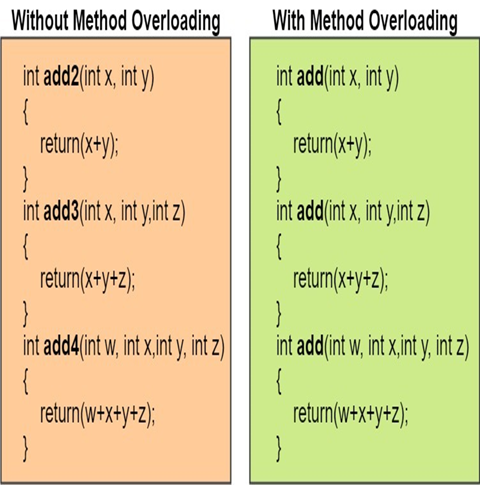 Without Method Overloading
int add2(int x, int y)
{
return(x+y);
}
int add3(int x, int y,int z)
{
return(x+y+z);
}
int add4(int w, int x,int y, int z)
{
return(w+x+y+z);
}
With Method Overloading
int add(int x, int y)
{
return(x+y);
}
int add(int x, int y,int z)
{
return(x+y+z);
}
int add(int w, int x,int y, int z)
{
return(w+x+y+z);
}